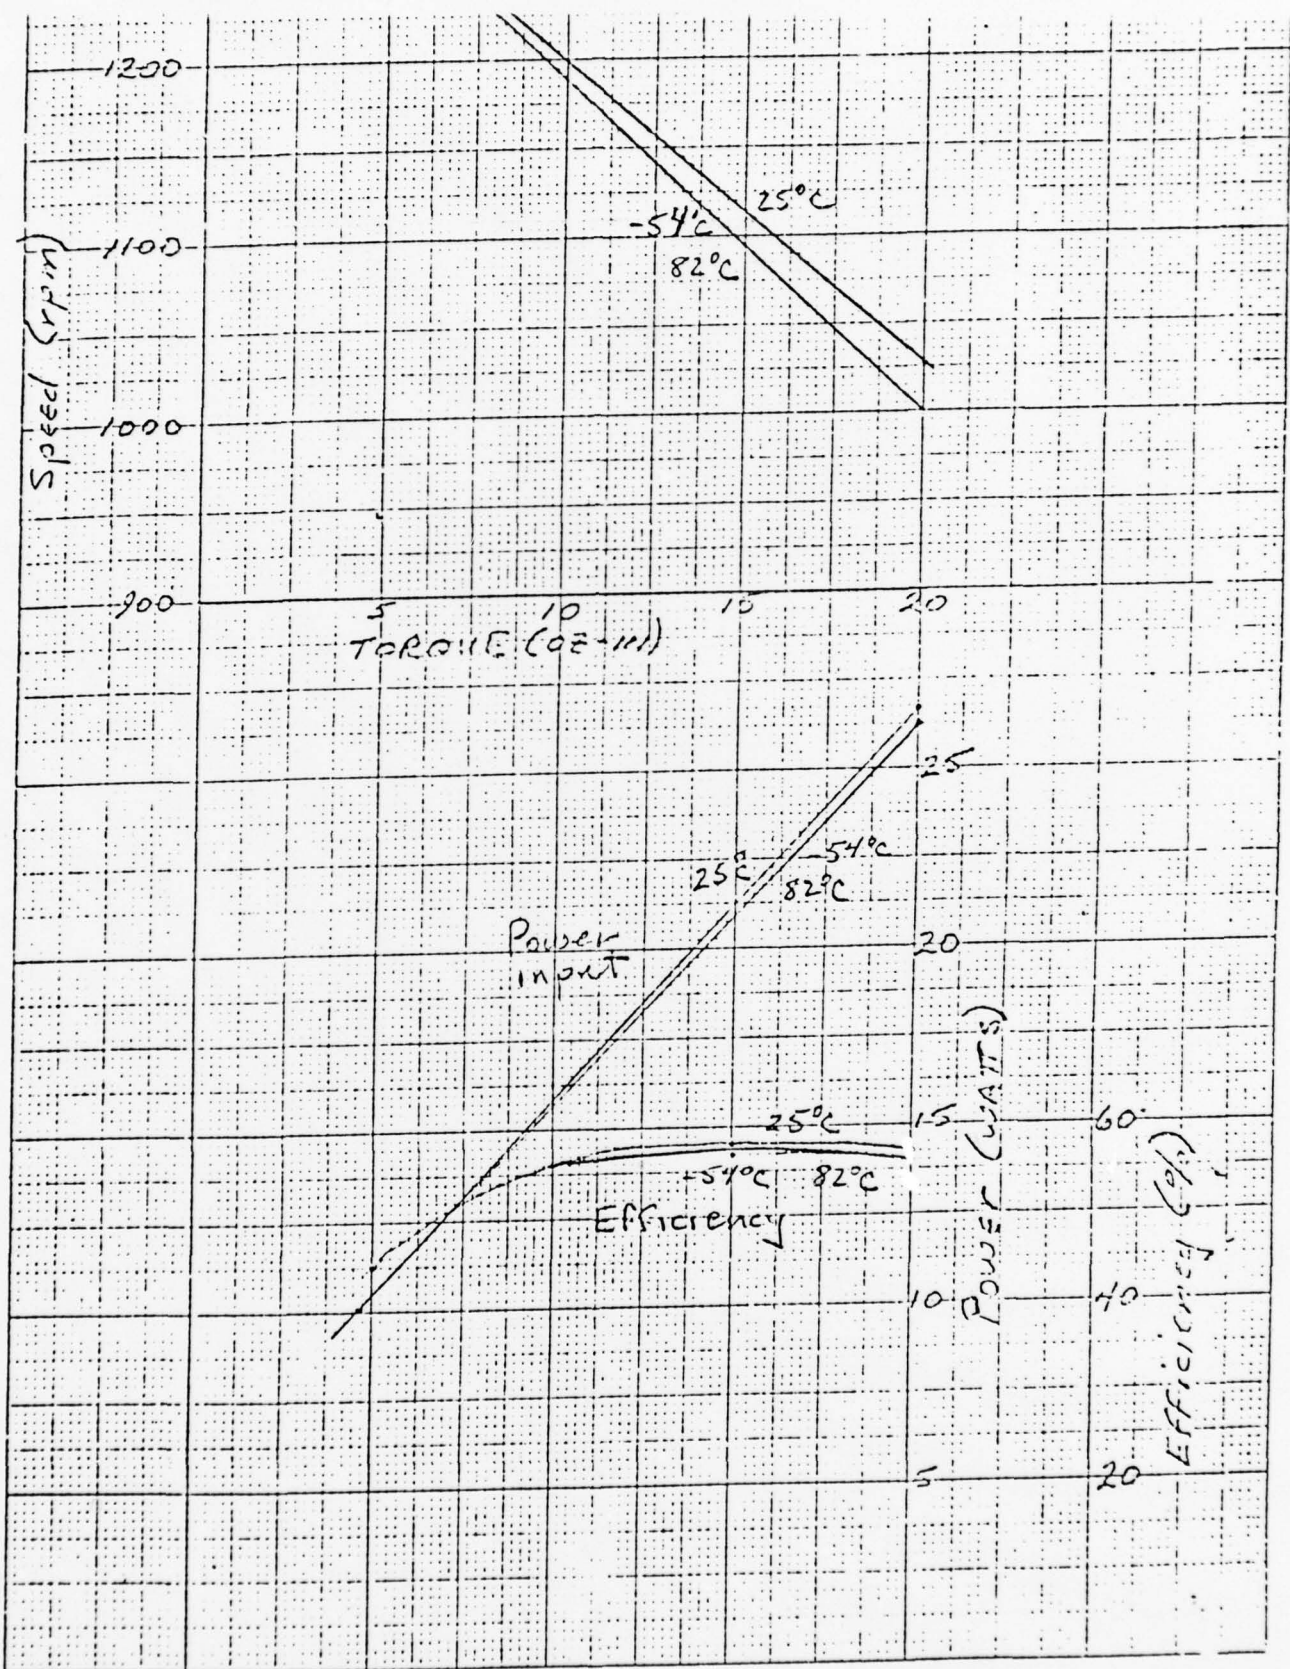 1200
25°C
-54°C
1100
82°C
Speed (rpm)
1000
900
5
10
15
20
TORQUE (OZ-IN)
25
-54°C
25°C
82°C
Power
input
20
Power (WATTS)
15
60
25°C
-54°C
82°C
Efficiency
Efficiency (%)
10
40
5
20